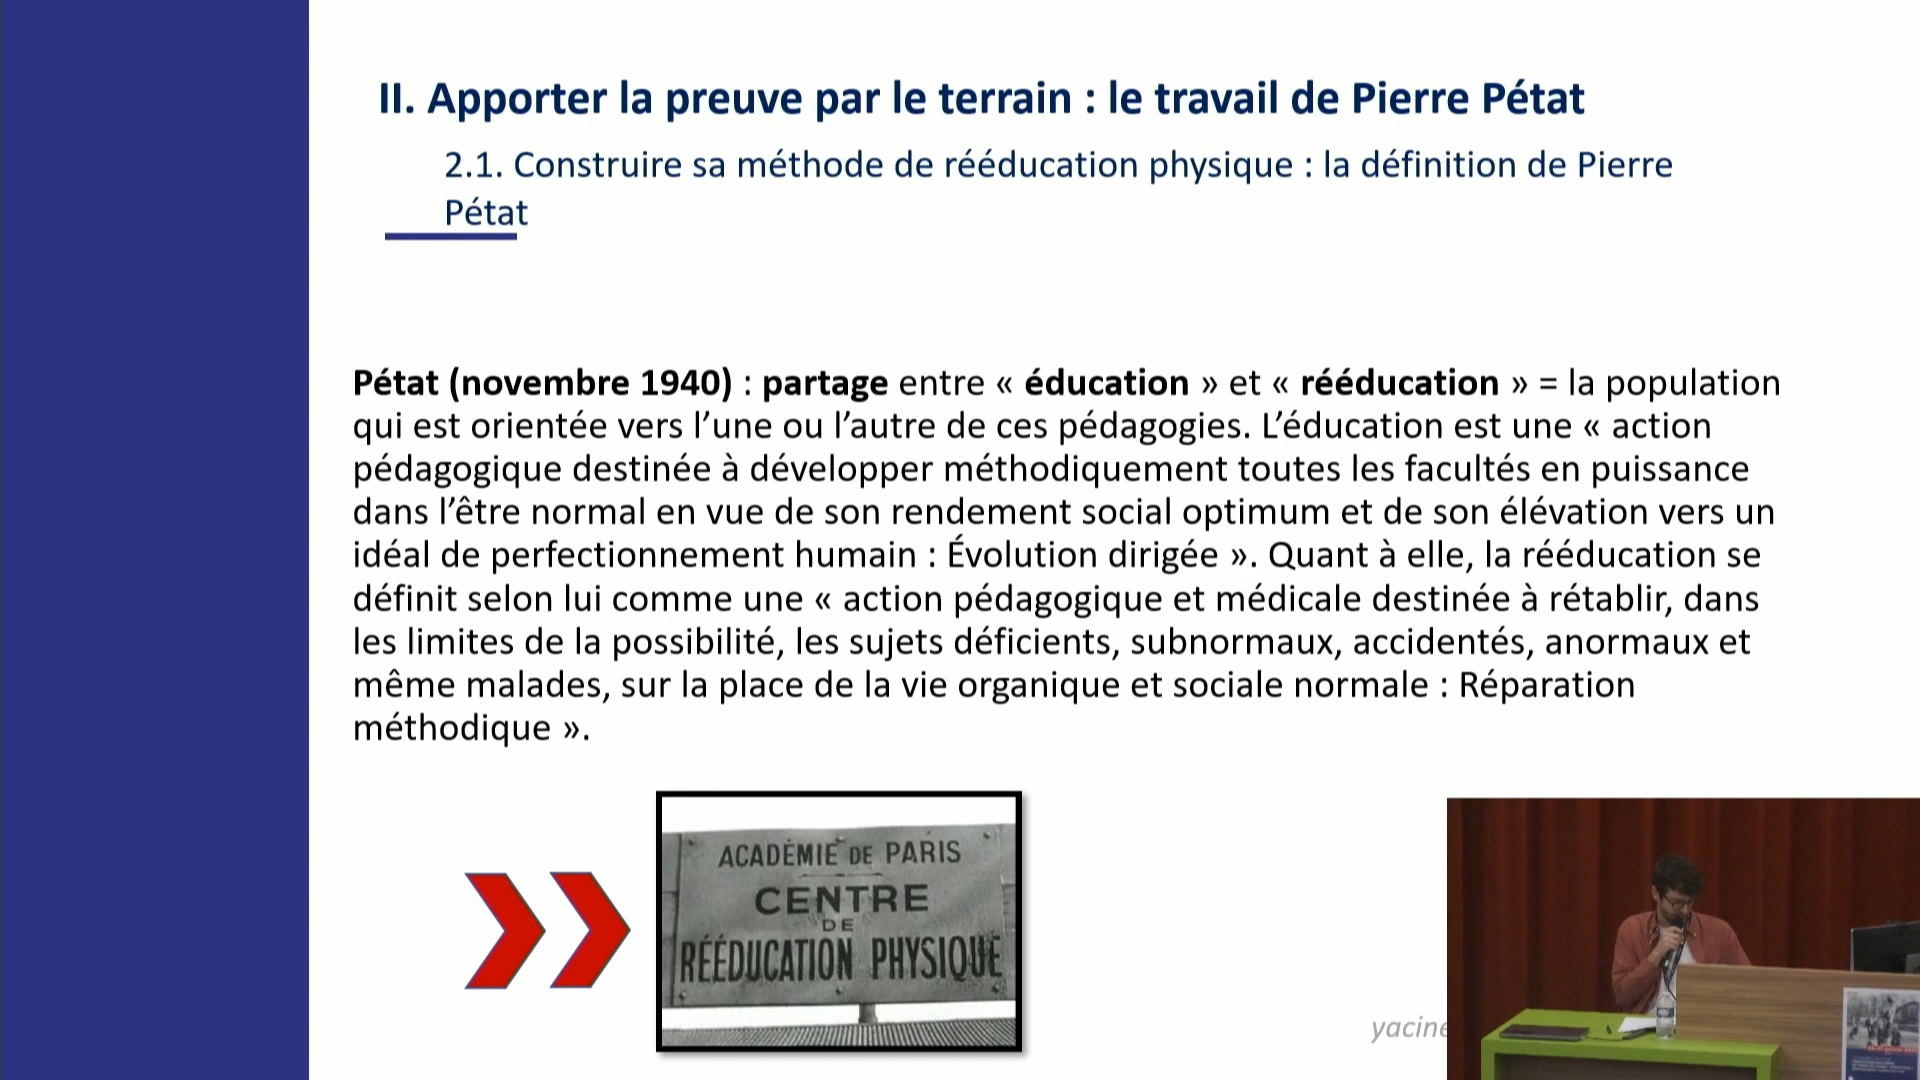 II. Apporter la preuve par le terrain : le travail de Pierre Pétat
2.1. Construire sa méthode de rééducation physique : la définition de Pierre
Pétat
Pétat (novembre 1940) : partage entre « éducation » et « rééducation » = la population
qui est orientée vers l’une ou l’autre de ces pédagogies. L’éducation est une « action
pédagogique destinée à développer méthodiquement toutes les facultés en puissance
dans l’être normal en vue de son rendement social optimum et de son élévation vers un
idéal de perfectionnement humain : Évolution dirigée ». Quant à elle, la rééducation se
définit selon lui comme une « action pédagogique et médicale destinée à rétablir, dans
les limites de la possibilité, les sujets déficients, subnormaux, accidentés, anormaux et
même malades, sur la place de la vie organique et sociale normale : Réparation
méthodique ».
ACADÉMIE DE PARIS
CENTRE
DE
RÉÉDUCATION PHYSIQUE
yacine